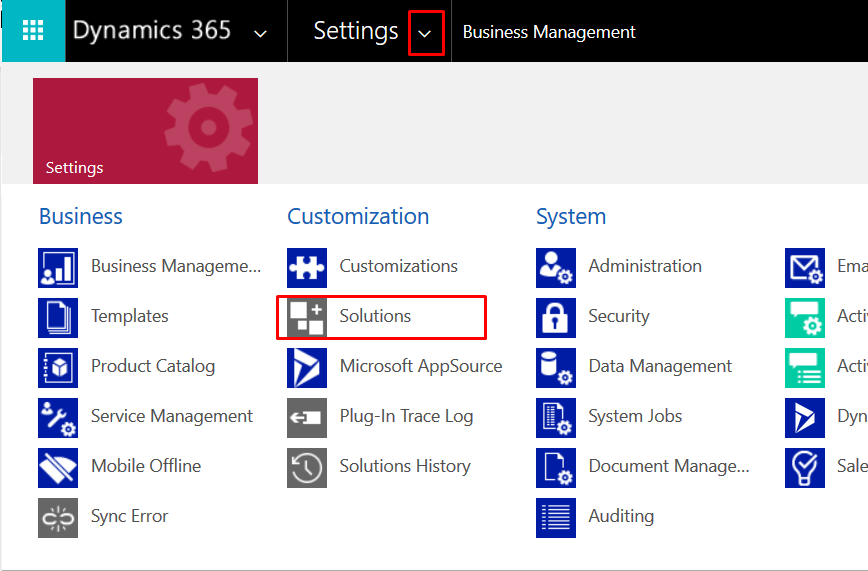 Dynamics 365
Settings
Business Management
Settings
Business
Business Manageme...
Templates
Product Catalog
Service Management
Mobile Offline
Sync Error
Customization
Customizations
Solutions
Microsoft AppSource
Plug-In Trace Log
Solutions History
System
Administration
Security
Data Management
System Jobs
Document Manage...
Auditing
Ema
Activ
Activ
Dyn
Sale